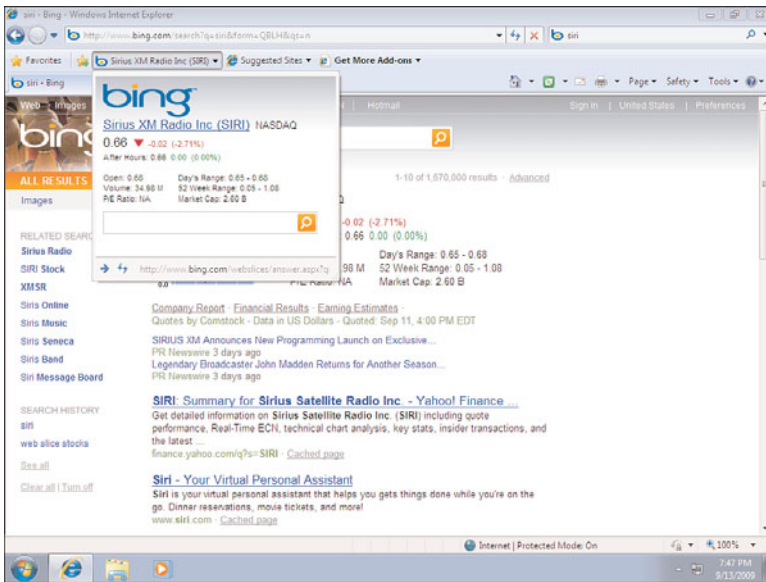 siri - Bing - Windows Internet Explorer
http://www.bing.com/search?q=siri&form=QBLH&qs=n
siri
Favorites
Sirius XM Radio Inc (SIRI)
Suggested Sites
Get More Add-ons
siri - Bing
Page
Safety
Tools
Web
Images
Hotmail
Sign in | United States | Preferences
bing
bing
Sirius XM Radio Inc (SIRI) NASDAQ
0.66 -0.02 (-2.71%)
After Hours: 0.66 0.00 (0.00%)
Open: 0.68 Day's Range: 0.65 - 0.68
Volume: 34.98 M 52 Week Range: 0.05 - 1.08
P/E Ratio: NA Market Cap: 2.60 B
http://www.bing.com/webslices/answer.aspx?q
ALL RESULTS
1-10 of 1,670,000 results · Advanced
Images
-0.02 (-2.71%)
0.66 0.00 (0.00%)
Day's Range: 0.65 - 0.68
.98 M 52 Week Range: 0.05 - 1.08
0.0 P/E Ratio: NA Market Cap: 2.60 B
RELATED SEARC
Sirius Radio
SIRI Stock
XMSR
Siris Online
Siris Music
Siris Seneca
Siris Band
Siri Message Board
Company Report · Financial Results · Earning Estimates ·
Quotes by Comstock - Data in US Dollars - Quoted: Sep 11, 4:00 PM EDT
SIRIUS XM Announces New Programming Launch on Exclusive...
PR Newswire 3 days ago
Legendary Broadcaster John Madden Returns for Another Season...
PR Newswire 3 days ago
SEARCH HISTORY
siri
web slice stocks
See all
Clear all | Turn off
SIRI: Summary for Sirius Satellite Radio Inc. - Yahoo! Finance ...
Get detailed information on Sirius Satellite Radio Inc. (SIRI) including quote
performance, Real-Time ECN, technical chart analysis, key stats, insider transactions, and
the latest ...
finance.yahoo.com/q?s=SIRI · Cached page
Siri - Your Virtual Personal Assistant
Siri is your virtual personal assistant that helps you gets things done while you're on the
go. Dinner reservations, movie tickets, and more!
www.siri.com · Cached page
Internet | Protected Mode: On
100%
7:47 PM
9/13/2009